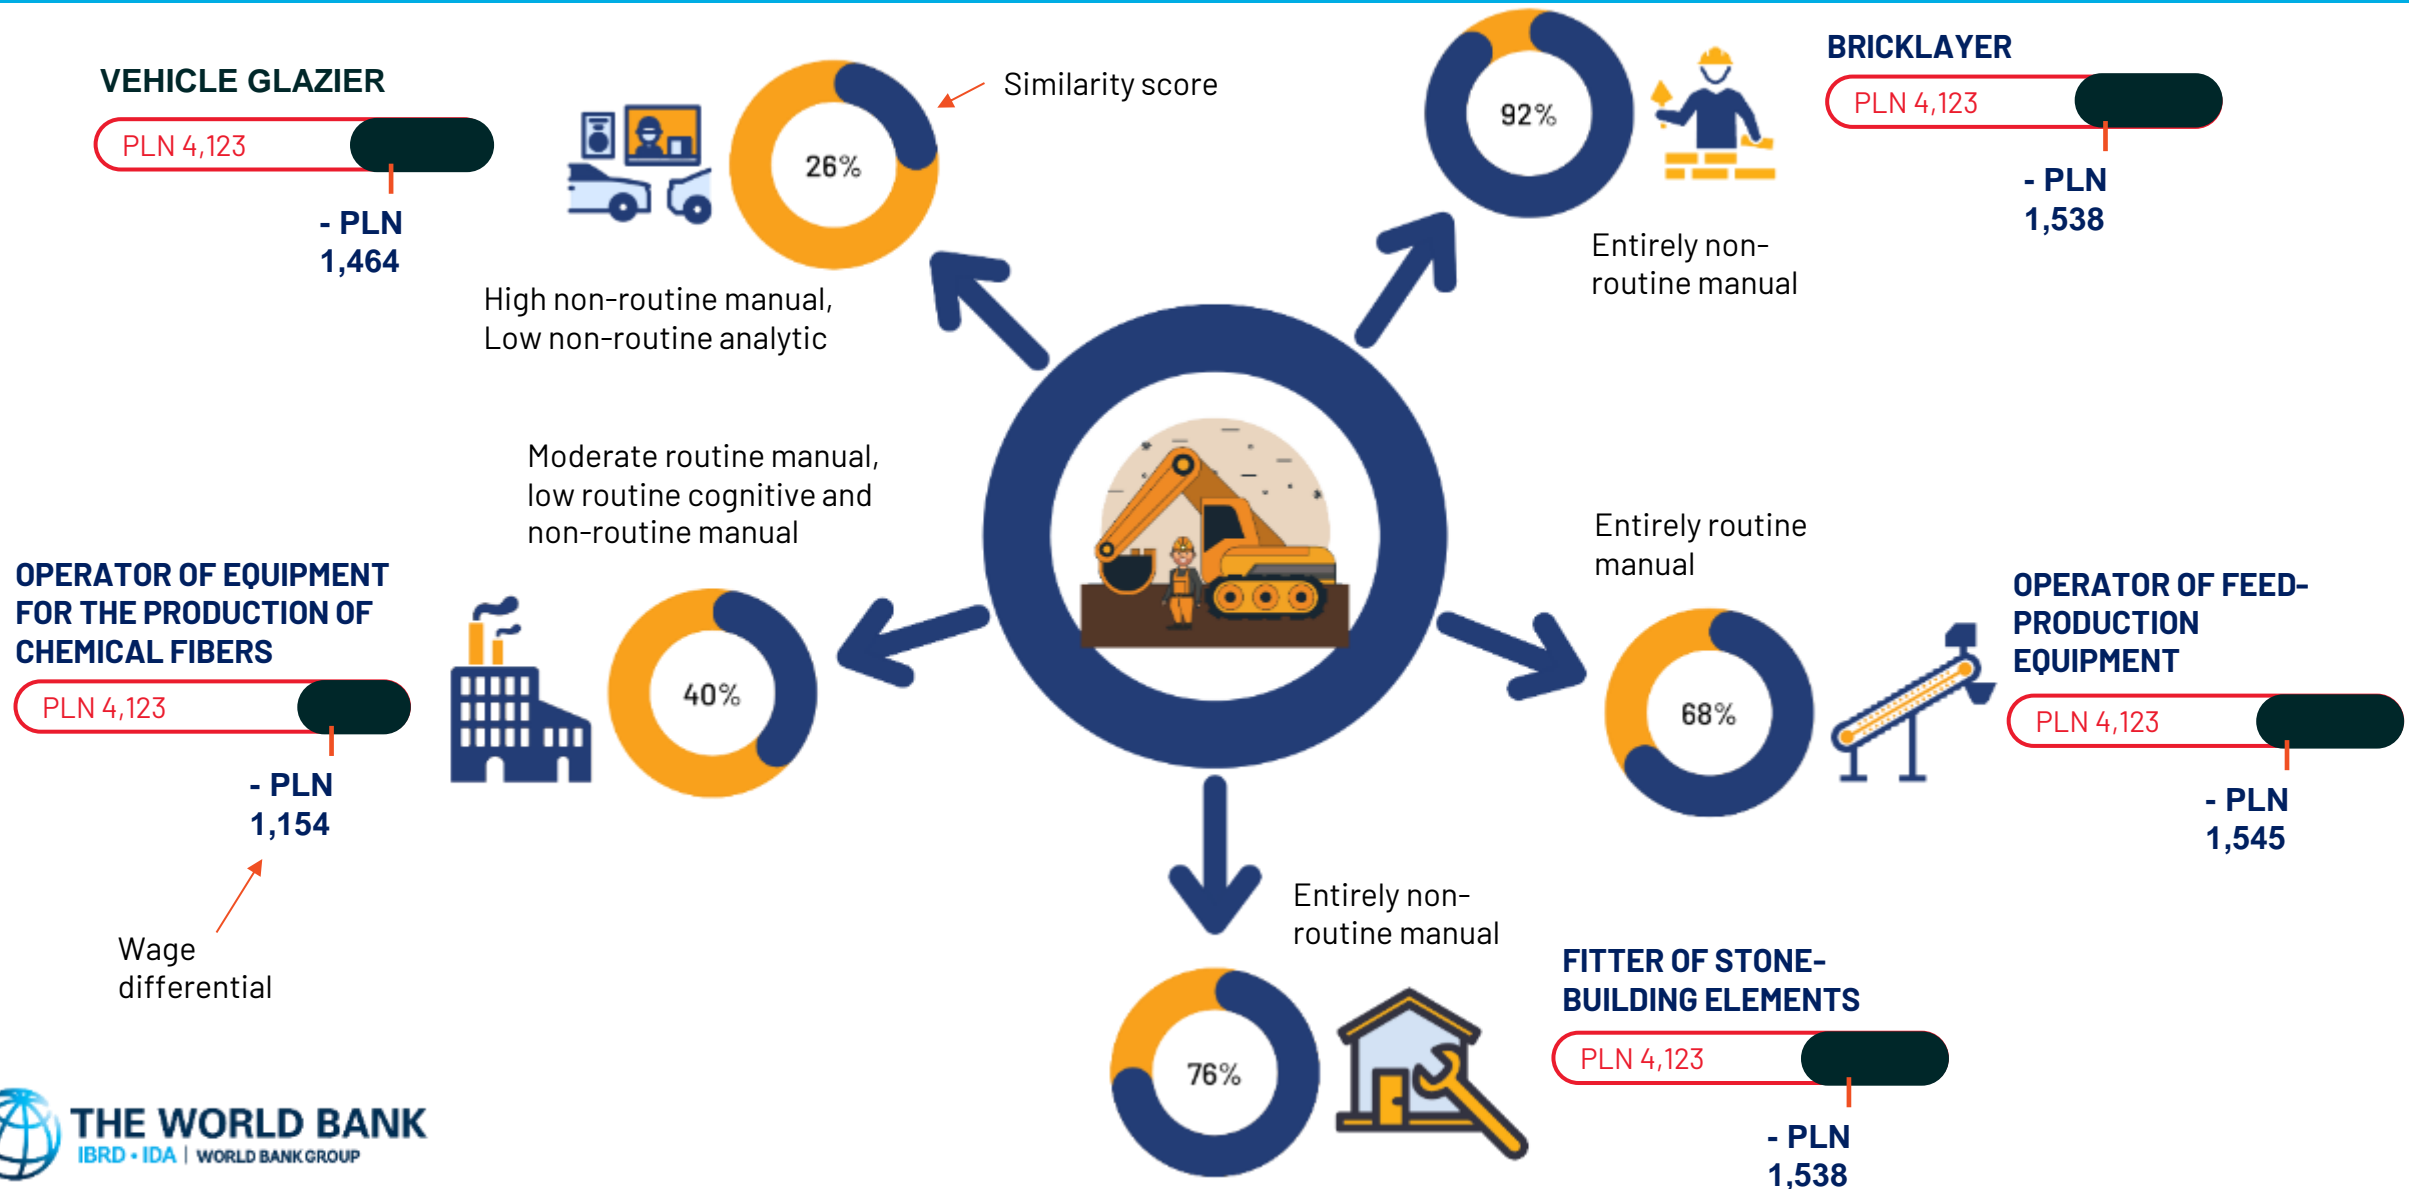 VEHICLE GLAZIER
PLN 4,123
- PLN
1,464
26%
Similarity score
High non-routine manual,
Low non-routine analytic
92%
BRICKLAYER
PLN 4,123
- PLN
1,538
Entirely non-
routine manual
Moderate routine manual,
low routine cognitive and
non-routine manual
OPERATOR OF EQUIPMENT
FOR THE PRODUCTION OF
CHEMICAL FIBERS
PLN 4,123
- PLN
1,154
40%
Wage
differential
Entirely routine
manual
68%
OPERATOR OF FEED-
PRODUCTION
EQUIPMENT
PLN 4,123
- PLN
1,545
Entirely non-
routine manual
76%
FITTER OF STONE-
BUILDING ELEMENTS
PLN 4,123
- PLN
1,538
THE WORLD BANK
IBRD • IDA | WORLD BANK GROUP